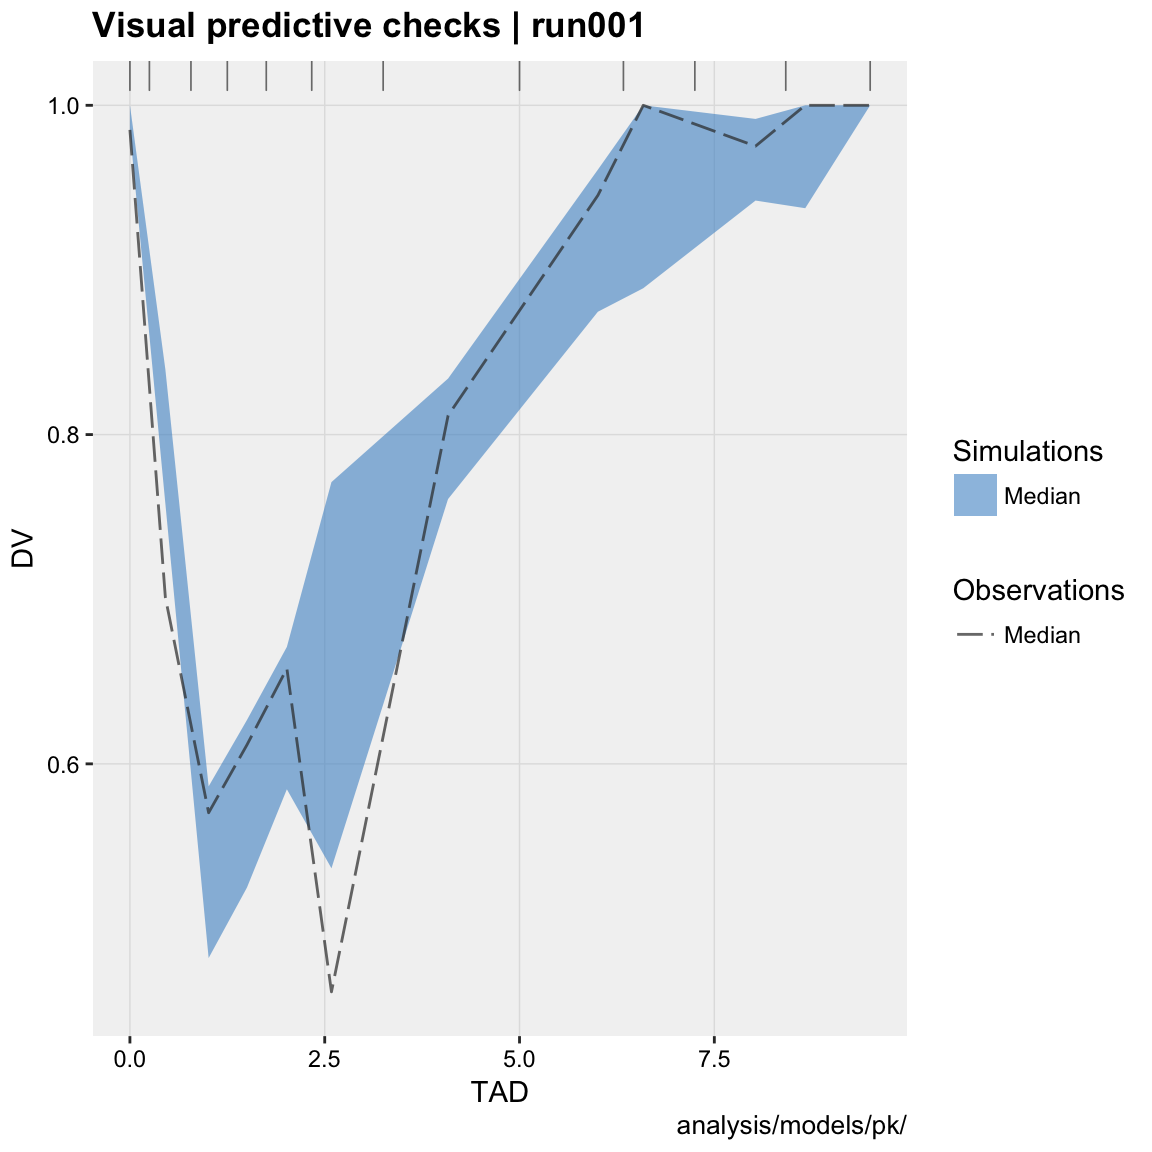 Visual predictive checks | run001
1.0
0.8
0.6
DV
0.0 2.5 5.0 7.5
TAD
analysis/models/pk/
Simulations
Median
Observations
Median